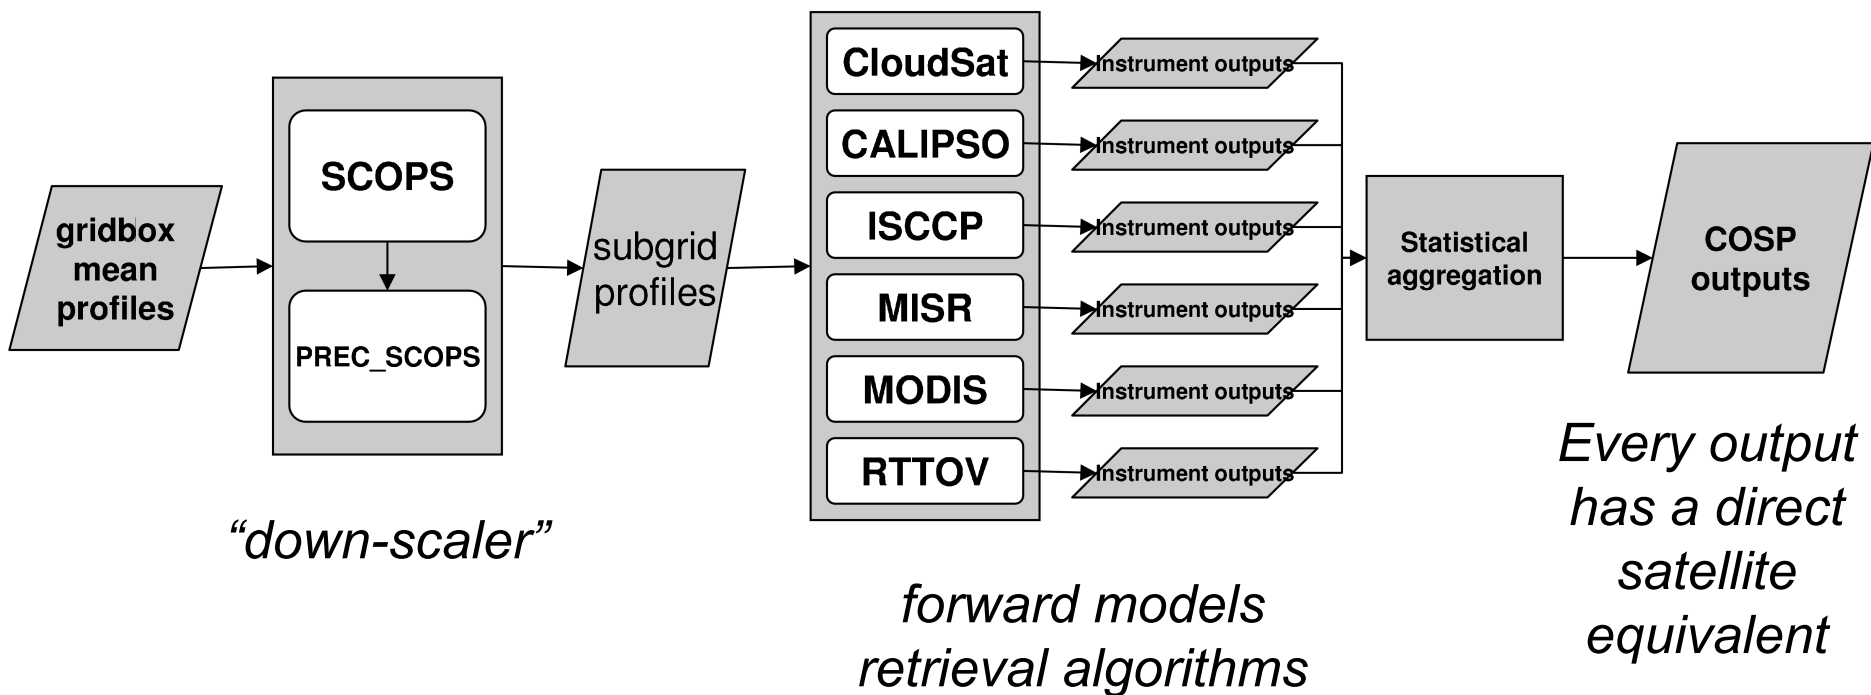 gridbox
mean
profiles
SCOPS
PREC_SCOPS
“down-scaler”
subgrid
profiles
CloudSat
CALIPSO
ISCCP
MISR
MODIS
RTTOV
Instrument outputs
Instrument outputs
Instrument outputs
Instrument outputs
Instrument outputs
Instrument outputs
forward models
retrieval algorithms
Statistical
aggregation
COSP
outputs
Every output
has a direct
satellite
equivalent